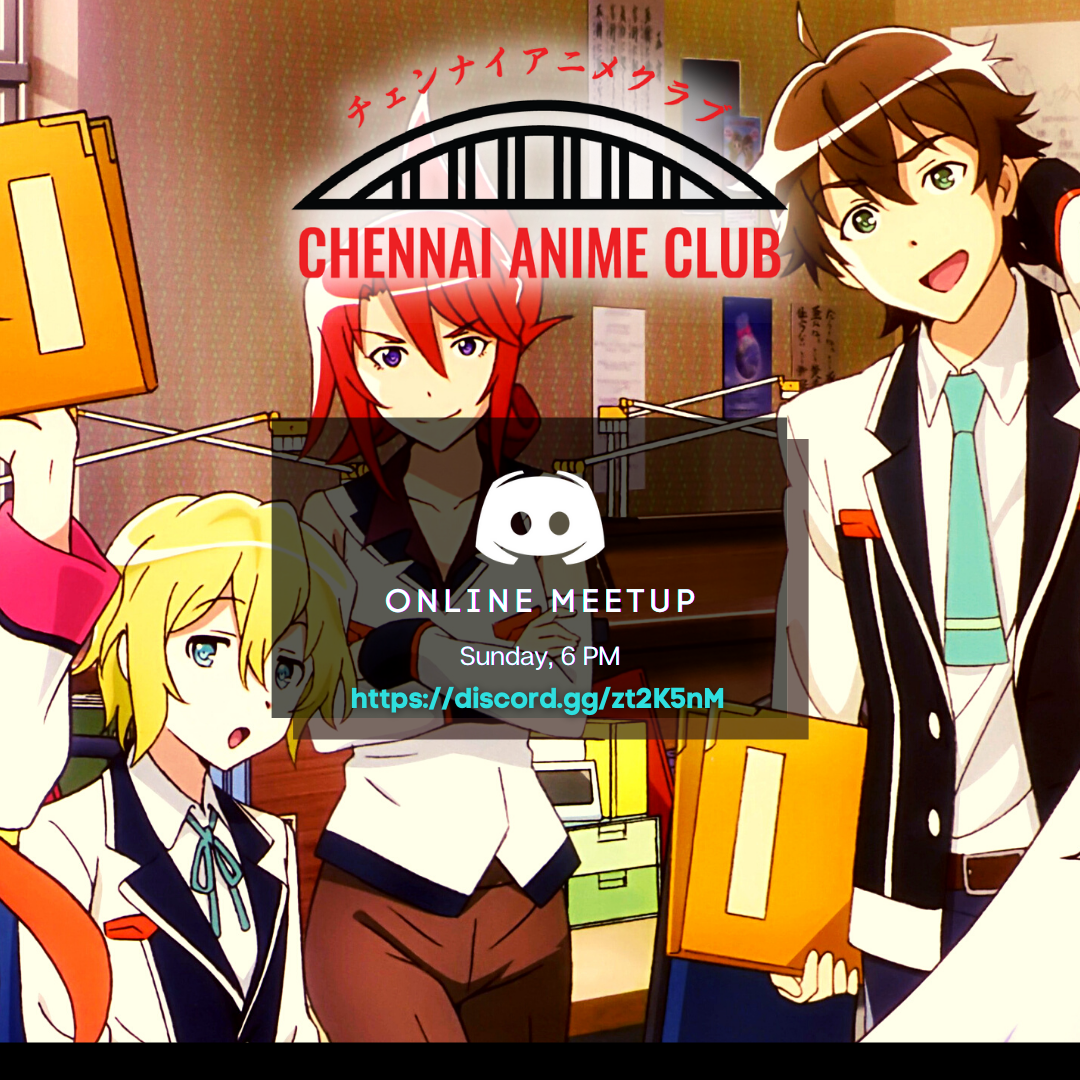 チェンナイアニメクラブ
CHENNAI ANIME CLUB
ONLINE MEETUP
Sunday, 6 PM
https://discord.gg/zt2K5nM